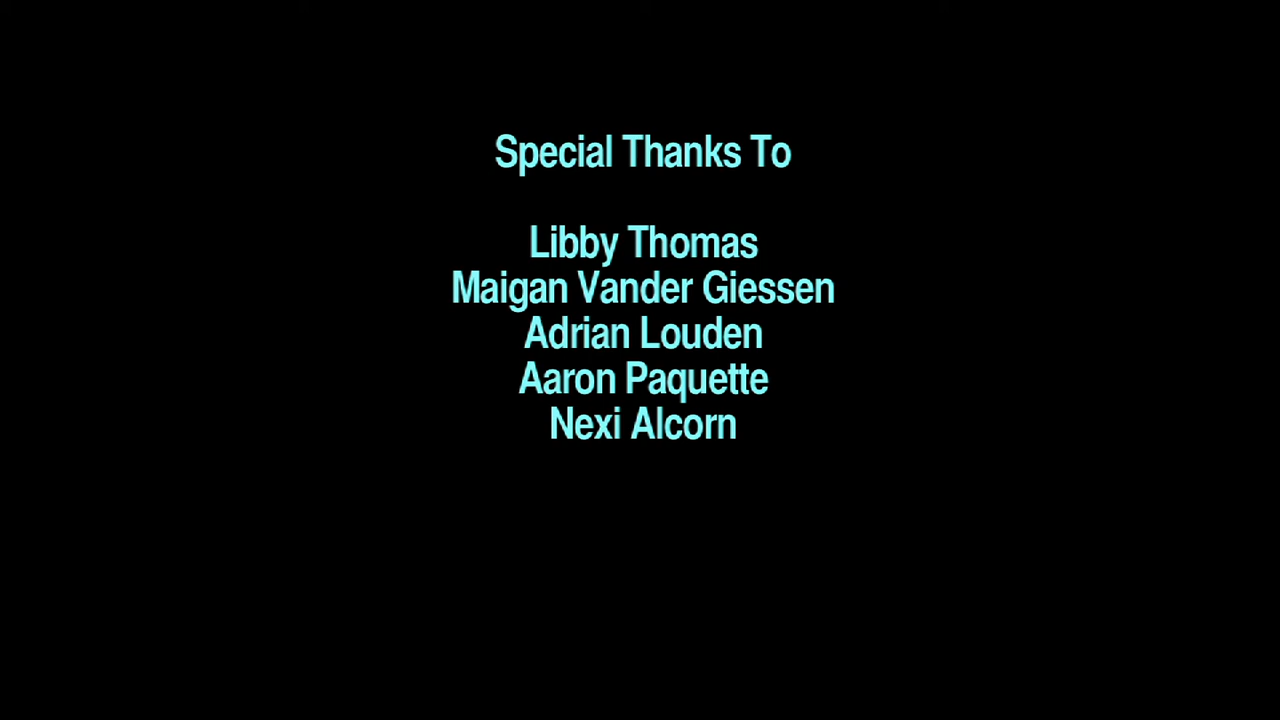 Special Thanks To
Libby Thomas
Maigan Vander Giessen
Adrian Louden
Aaron Paquette
Nexi Alcorn